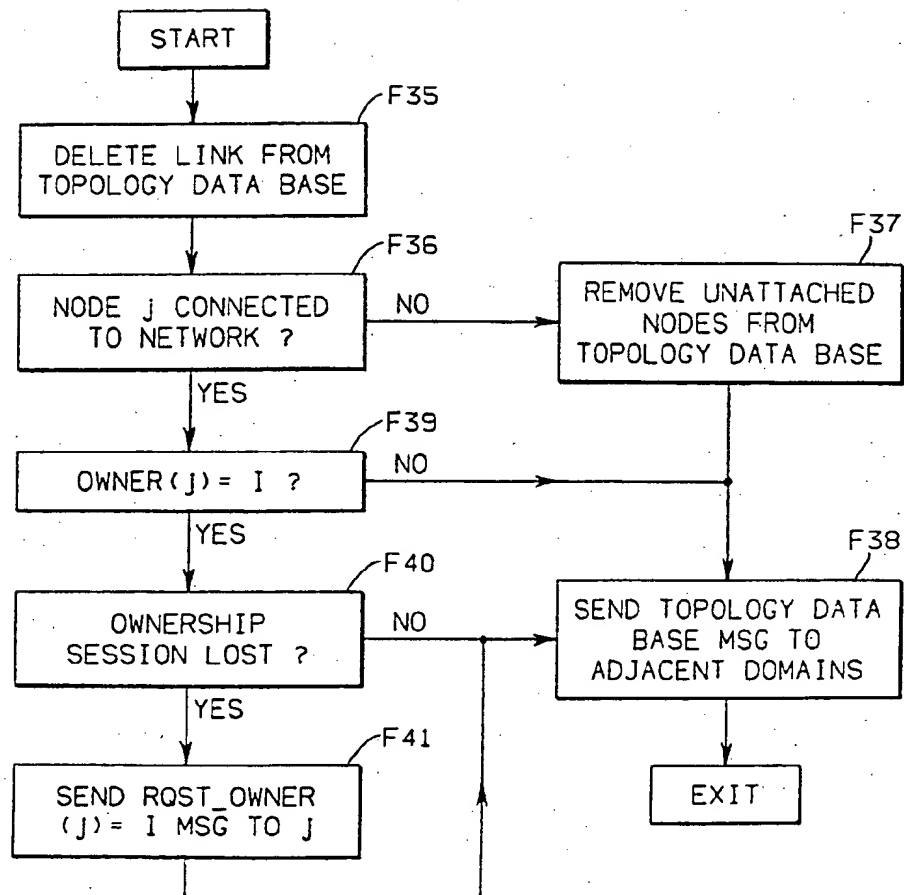 START
F35
DELETE LINK FROM
TOPOLOGY DATA BASE
F36
NODE j CONNECTED
TO NETWORK ?
NO
F37
REMOVE UNATTACHED
NODES FROM
TOPOLOGY DATA BASE
YES
F39
OWNER(j)= I ?
NO
YES
F40
OWNERSHIP
SESSION LOST ?
NO
F38
SEND TOPOLOGY DATA
BASE MSG TO
ADJACENT DOMAINS
YES
F41
SEND RQST_OWNER
(j)= I MSG TO j
EXIT